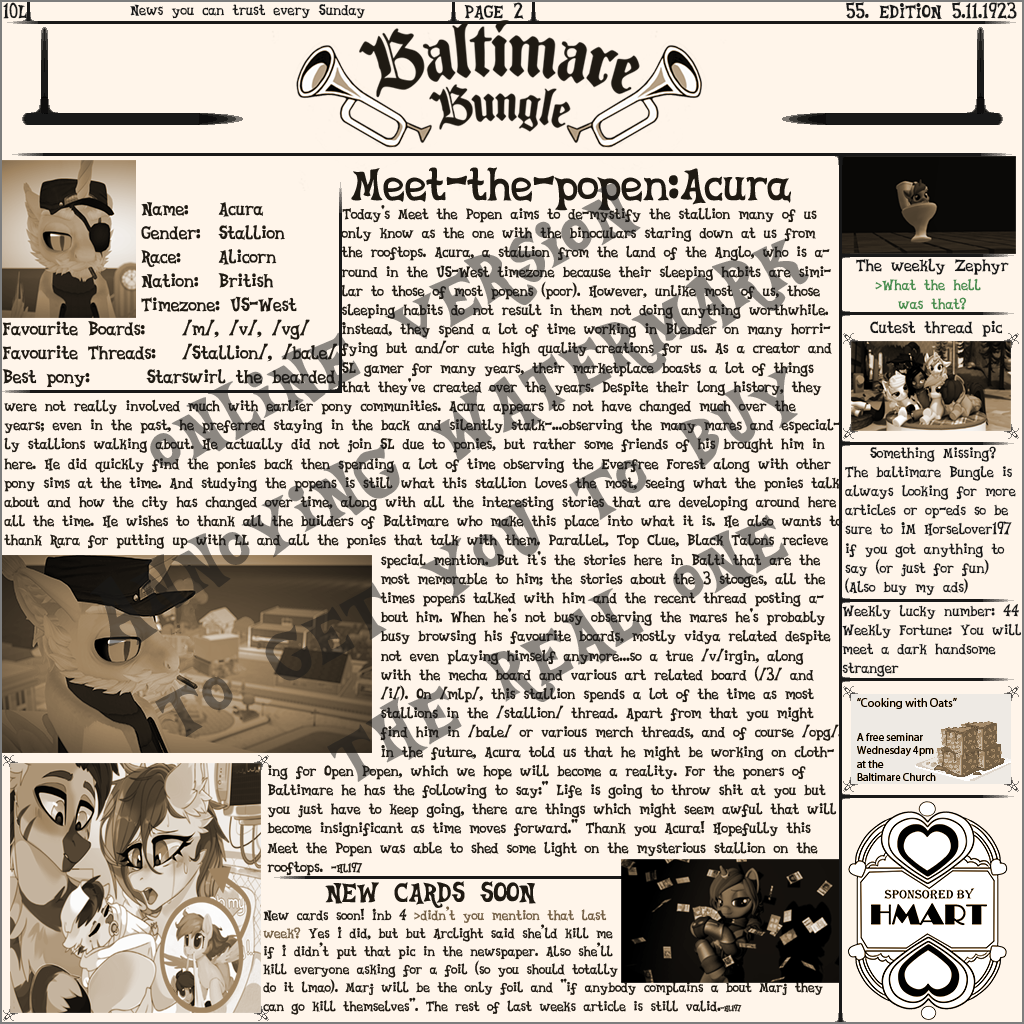 10L
News you can trust every Sunday
PAGE 2
55. EDITION 5.11.1923
Baltimare
Bungle
Name: Acura
Gender: Stallion
Race: Alicorn
Nation: British
Timezone: US-West
Favourite Boards: /m/, /v/, /vg/
Favourite Threads: /Stallion/, /bale/
Best pony: Starswirl the bearded
Meet-the-popen:Acura
Today's Meet the Popen aims to de-mystify the stallion many of us
only know as the one with the binoculars staring down at us from
the rooftops. Acura, a stallion from the land of the Anglo, who is a-
round in the US-West timezone because their sleeping habits are simi-
lar to those of most popens (poor). However, unlike most of us, those
sleeping habits do not result in them not doing anything worthwhile.
Instead, they spend a lot of time working in Blender on many horri-
fying but and/or cute high quality creations for us. As a creator and
SL gamer for many years, their marketplace boasts a lot of things
that they've created over the years. Despite their long history, they
were not really involved much with earlier pony communities. Acura appears to not have changed much over the
years; even in the past, he preferred staying in the back and silently stalk-...observing the many mares and especial-
ly stallions walking about. He actually did not join SL due to ponies, but rather some friends of his brought him in
here. He did quickly find the ponies back then spending a lot of time observing the Everfree Forest along with other
pony sims at the time. And studying the popens is still what this stallion loves the most, seeing what the ponies talk
about and how the city has changed over time along with all the interesting stories that are developing around here
all the time. He wishes to thank all the builders of Baltimare who make this place into what it is. He also wants to
thank Rara for putting up with LL and all the ponies that talk with them. Parallel, Top Clue, Black Talons recieve
special mention. But it's the stories here in Balti that are the
most memorable to him; the stories about the 3 stooges, all the
times popens talked with him and the recent thread posting a-
bout him. When he's not busy observing the mares he's probably
busy browsing his favourite boards, mostly vidya related despite
not even playing himself anymore...so a true /v/irgin, along
with the mecha board and various art related board (/3/ and
/i/). On /mlp/, this stallion spends a lot of the time as most
stallions in the /stallion/ thread. Apart from that you might
find him in /bale/ or various merch threads, and of course /opg/.
In the future, Acura told us that he might be working on cloth-
ing for Open Popen, which we hope will become a reality. For the poners of
Baltimare he has the following to say:" Life is going to throw shit at you but
you just have to keep going, there are things which might seem awful that will
become insignificant as time moves forward." Thank you Acura! Hopefully this
Meet the Popen was able to shed some light on the mysterious stallion on the
rooftops. -HL197
oh my
NEW CARDS SOON
New cards soon! Inb 4 >didn't you mention that last
week? Yes I did, but but Arclight said she'ld kill me
if I didn't put that pic in the newspaper. Also she'll
kill everyone asking for a foil (so you should totally
do it lmao). Marj will be the only foil and "if anybody complains a bout Marj they
can go kill themselves". The rest of last weeks article is still valid.-HL197
The weekly Zephyr
>What the hell
was that?
Cutest thread pic
Something Missing?
The baltimare Bungle is
always looking for more
articles or op-eds so be
sure to IM Horselover197
if you got anything to
say (or just for fun)
(Also buy my ads)
Weekly lucky number: 44
Weekly Fortune: You will
meet a dark handsome
stranger
"Cooking with Oats"
A free seminar
Wednesday 4pm
at the
Baltimare Church
SPONSORED BY
HMART
ONLINE VERSION
ANNOYING WATERMARK
TO GET YOU TO BUY
THE REAL ONE